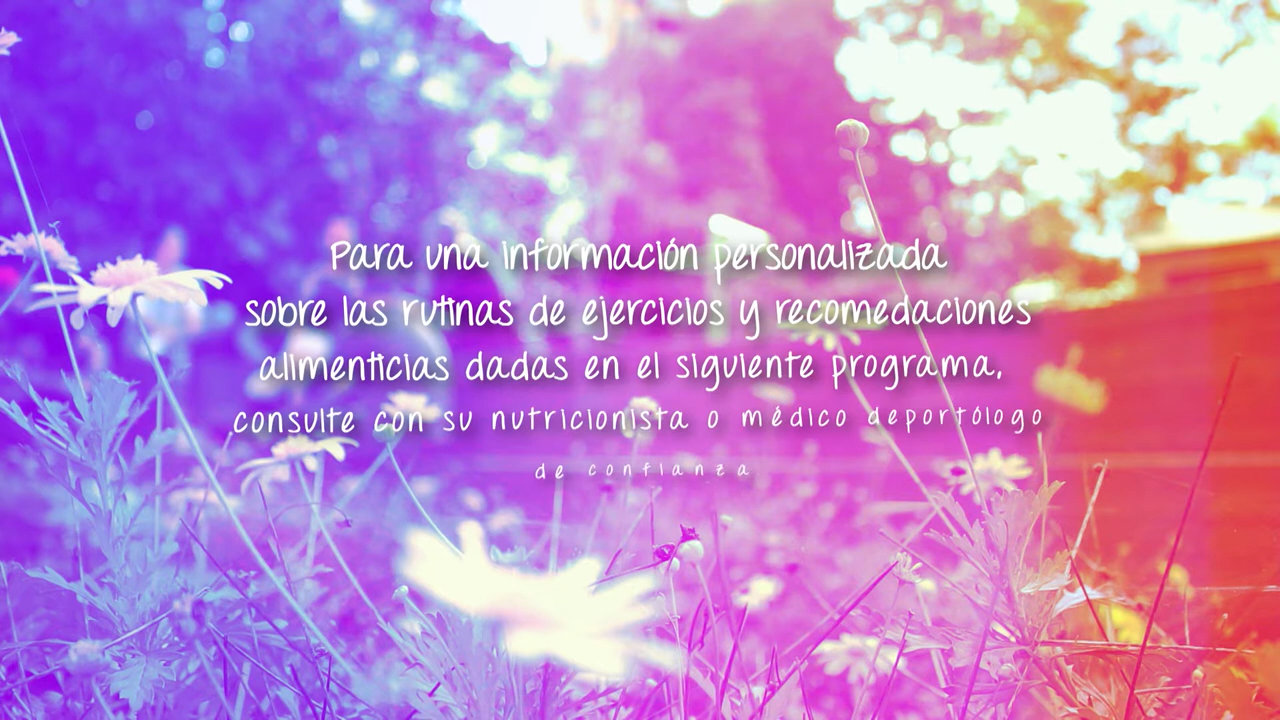 Para una información personalizada
sobre las rutinas de ejercicios y recomedaciones
alimenticias dadas en el siguiente programa,
consulte con su nutricionista o médico deportólogo
de confianza